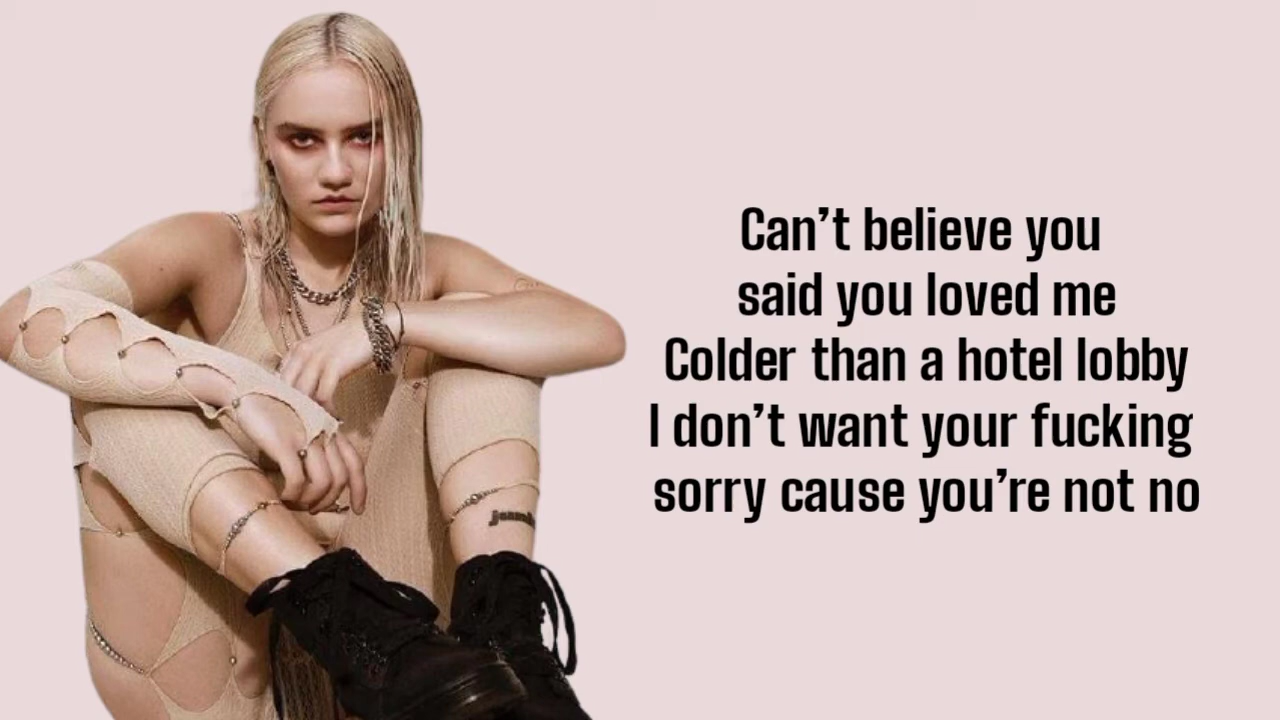 Can’t believe you
said you loved me
Colder than a hotel lobby
I don’t want your fucking
sorry cause you’re not no